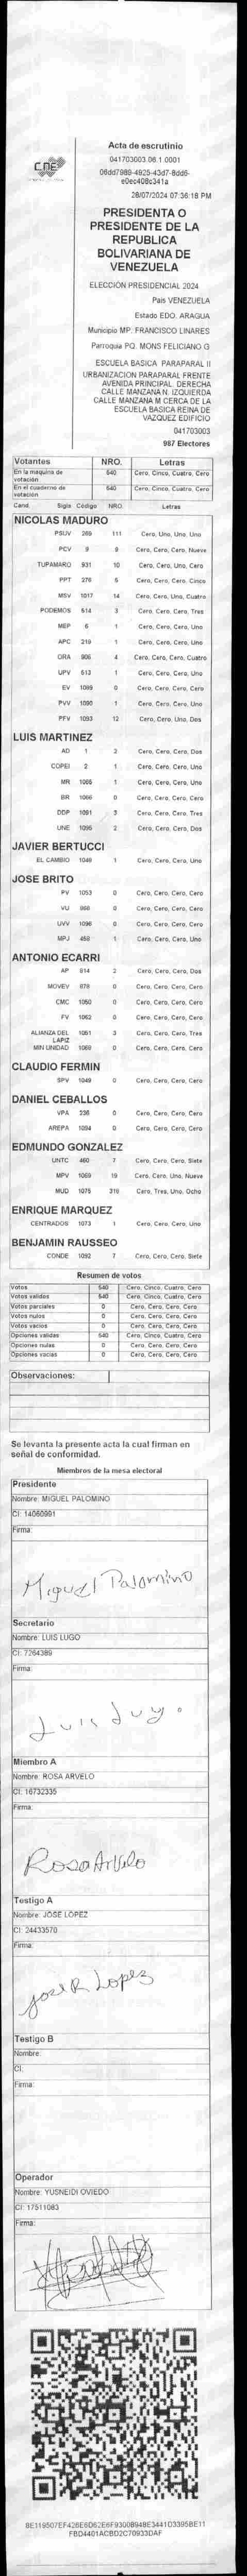 CNE
Acta de escrutinio
041703003.06.1.0001
28/07/2024 07:36:18 PM
PRESIDENTA O
PRESIDENTE DE LA
REPUBLICA
BOLIVARIANA DE
VENEZUELA
ELECCIÓN PRESIDENCIAL 2024
País VENEZUELA
Estado EDO. ARAGUA
Municipio MP. FRANCISCO LINARES
Parroquia PQ. MONS FELICIANO G
ESCUELA BASICA PARAPARAL II
URBANIZACION PARAPARAL FRENTE
AVENIDA PRINCIPAL. DERECHA
CALLE MANZANA N. IZQUIERDA
CALLE MANZANA M CERCA DE LA
ESCUELA BASICA REINA DE
VAZQUEZ EDIFICIO
041703003
987 Electores
Votantes NRO. Letras
En la maquina de votación 540 Cero, Cinco, Cuatro, Cero
En el cuaderno de votación 540 Cero, Cinco, Cuatro, Cero
Cand. Sigla Código NRO. Letras
NICOLAS MADURO
PSUV 269 111 Cero, Uno, Uno, Uno
PCV 9 9 Cero, Cero, Cero, Nueve
TUPAMARO 931 10 Cero, Cero, Uno, Cero
PPT 276 5 Cero, Cero, Cero, Cinco
MSV 1017 14 Cero, Cero, Uno, Cuatro
PODEMOS 514 3 Cero, Cero, Cero, Tres
MEP 6 1 Cero, Cero, Cero, Uno
APC 219 1 Cero, Cero, Cero, Uno
ORA 906 4 Cero, Cero, Cero, Cuatro
UPV 513 1 Cero, Cero, Cero, Uno
EV 1089 0 Cero, Cero, Cero, Cero
PVV 1090 1 Cero, Cero, Cero, Uno
PFV 1093 12 Cero, Cero, Uno, Dos
LUIS MARTINEZ
AD 1 2 Cero, Cero, Cero, Dos
COPEI 2 1 Cero, Cero, Cero, Uno
MR 1065 1 Cero, Cero, Cero, Uno
BR 1066 0 Cero, Cero, Cero, Cero
DDP 1091 3 Cero, Cero, Cero, Tres
UNE 1095 2 Cero, Cero, Cero, Dos
JAVIER BERTUCCI
EL CAMBIO 1049 1 Cero, Cero, Cero, Uno
JOSE BRITO
PV 1053 0 Cero, Cero, Cero, Cero
VU 0 Cero, Cero, Cero, Cero
UVV 1096 0 Cero, Cero, Cero, Cero
MPJ 458 1 Cero, Cero, Cero, Uno
ANTONIO ECARRI
AP 914 2 Cero, Cero, Cero, Dos
MOVEV 978 0 Cero, Cero, Cero, Cero
CMC 1050 0 Cero, Cero, Cero, Cero
FV 1062 0 Cero, Cero, Cero, Cero
ALIANZA DEL LAPIZ 1051 3 Cero, Cero, Cero, Tres
MIN UNIDAD 1068 0 Cero, Cero, Cero, Cero
CLAUDIO FERMIN
SPV 1049 0 Cero, Cero, Cero, Cero
DANIEL CEBALLOS
VPA 236 0 Cero, Cero, Cero, Cero
AREPA 1094 0 Cero, Cero, Cero, Cero
EDMUNDO GONZALEZ
UNTC 460 7 Cero, Cero, Cero, Siete
MPV 1069 19 Cero, Cero, Uno, Nueve
MUD 1075 318 Cero, Tres, Uno, Ocho
ENRIQUE MARQUEZ
CENTRADOS 1073 1 Cero, Cero, Cero, Uno
BENJAMIN RAUSSEO
CONDE 1092 7 Cero, Cero, Cero, Siete
Resumen de votos
Votos 540 Cero, Cinco, Cuatro, Cero
Votos validos 540 Cero, Cinco, Cuatro, Cero
Votos parciales 0 Cero, Cero, Cero, Cero
Votos nulos 0 Cero, Cero, Cero, Cero
Votos vacios 0 Cero, Cero, Cero, Cero
Opciones validas 540 Cero, Cinco, Cuatro, Cero
Opciones nulas 0 Cero, Cero, Cero, Cero
Opciones vacias 0 Cero, Cero, Cero, Cero
Observaciones:
Se levanta la presente acta la cual firman en
señal de conformidad.
Miembros de la mesa electoral
Presidente
Nombre: MIGUEL PALOMINO
CI: 14060991
Firma:
Miguel Palomino
Secretario
Nombre: LUIS LUGO
CI: 7264389
Firma:
Luis Lugo
Miembro A
Nombre: ROSA ARVELO
CI: 16732335
Firma:
Rosa Arvelo
Testigo A
Nombre: JOSE LOPEZ
CI: 24433570
Firma:
Jose R Lopez
Testigo B
Nombre:
CI:
Firma:
Operador
Nombre: YUSNEIDI OVIEDO
CI: 17511083
Firma: